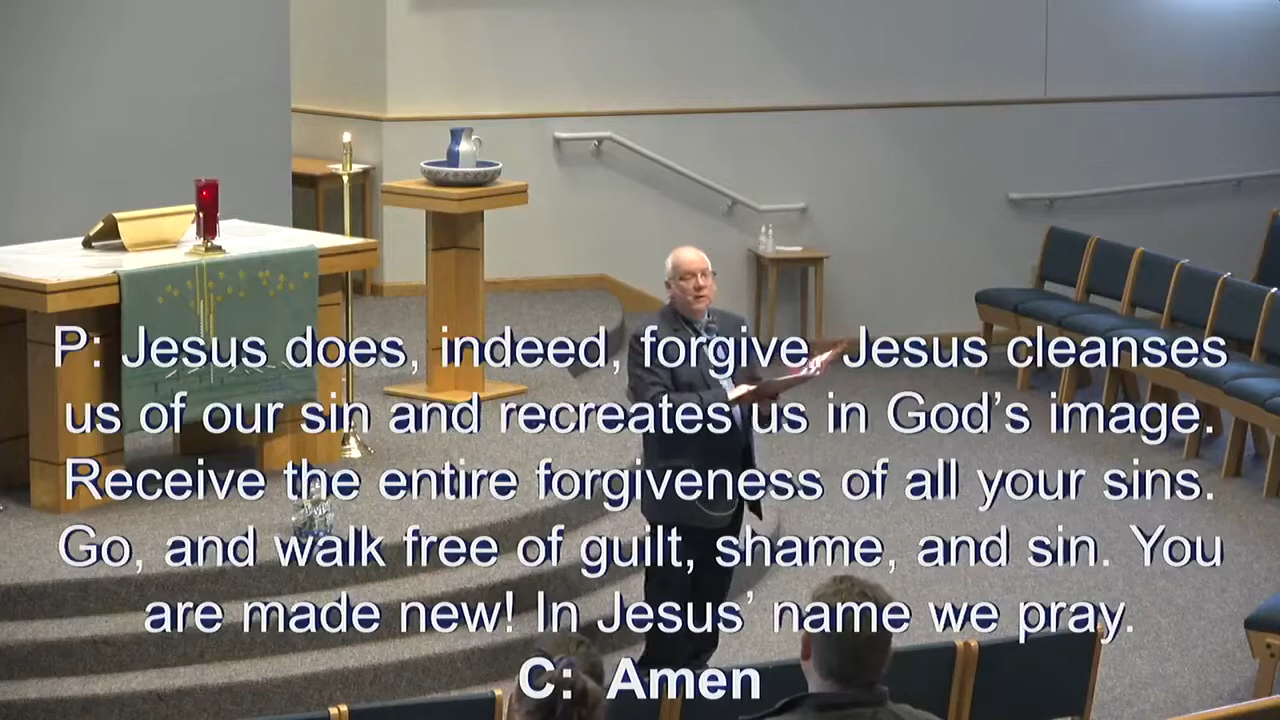 P: Jesus does, indeed, forgive. Jesus cleanses
us of our sin and recreates us in God’s image.
Receive the entire forgiveness of all your sins.
Go, and walk free of guilt, shame, and sin. You
are made new! In Jesus’ name we pray.
C: Amen